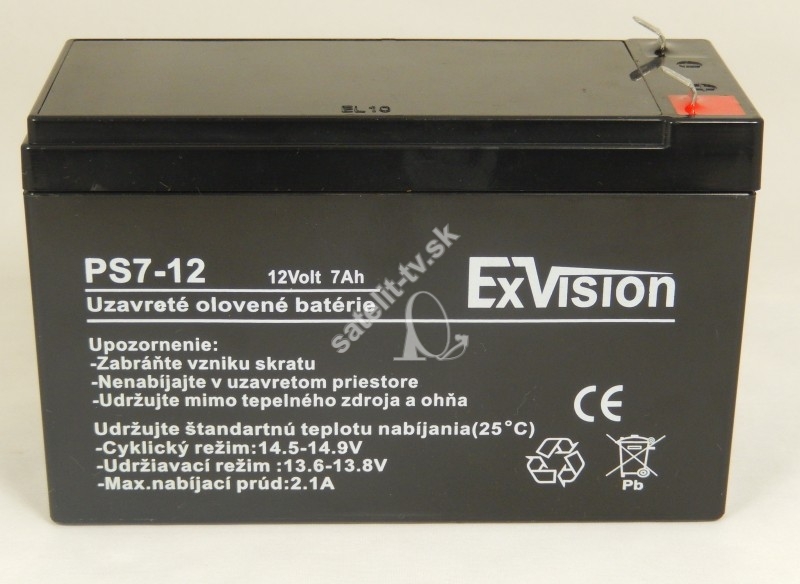 PS7-12 12Volt 7Ah
ExVision
Uzavreté olovené batérie
Upozornenie:
-Zabráňte vzniku skratu
-Nenabíjajte v uzavretom priestore
-Udržujte mimo tepelného zdroja a ohňa
Udržujte štandartnú teplotu nabíjania(25°C)
-Cyklický režim:14.5-14.9V
-Udržiavací režim :13.6-13.8V
-Max.nabíjací prúd:2.1A
CE
Pb
satelit-tv.sk